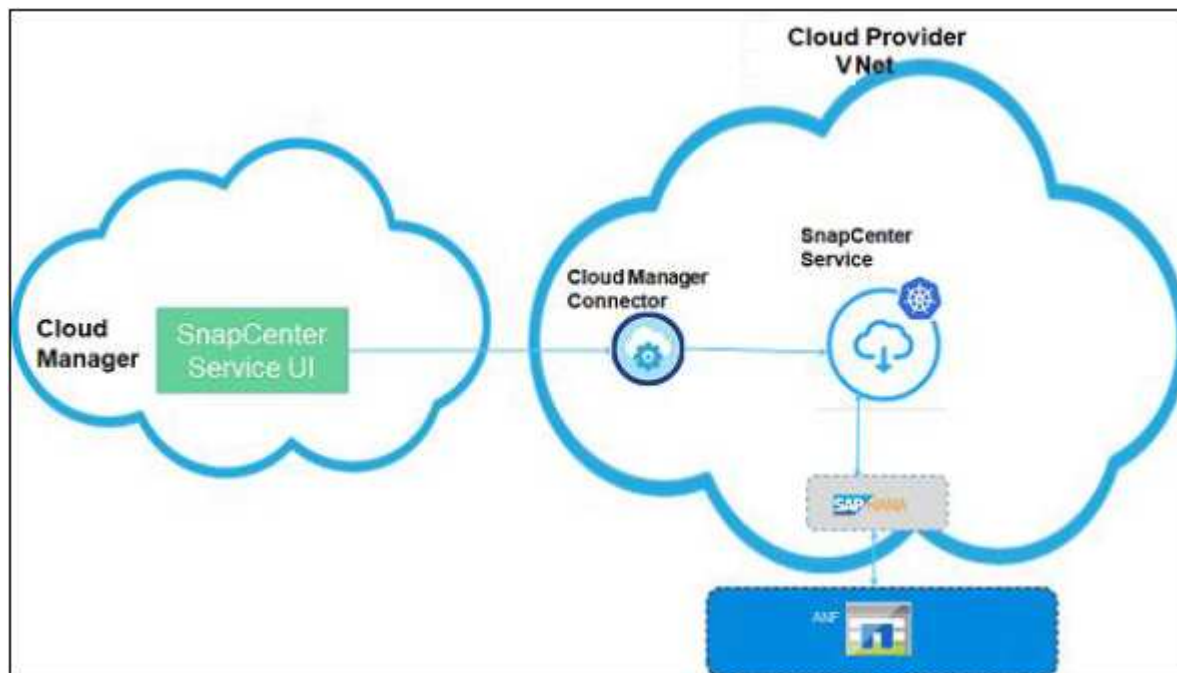 Cloud Provider
VNet
SnapCenter
Service
Cloud Manager
Connector
Cloud
Manager
SnapCenter
Service UI
SAP HANA
ANF